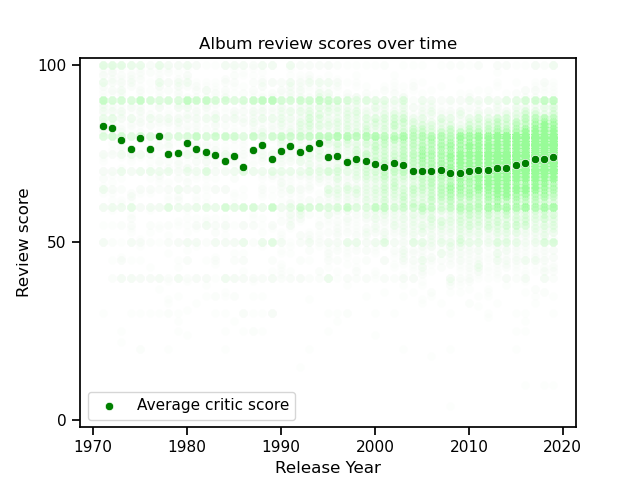 Album review scores over time
100
50
0
Review score
Average critic score
1970 1980 1990 2000 2010 2020
Release Year